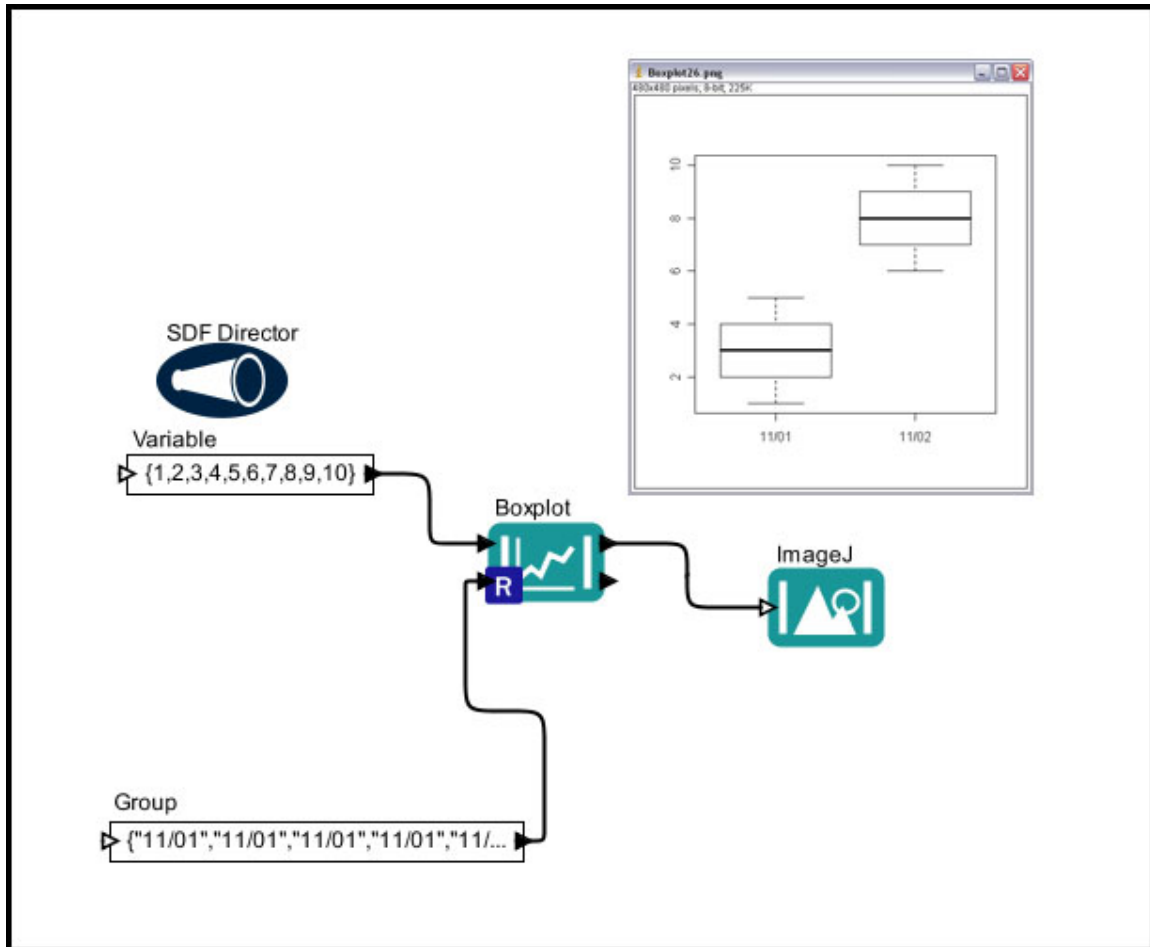 Boxplot26.png
480x480 pixels; 8-bit; 225K
10
8
6
4
2
11/01 11/02
SDF Director
Variable
{1,2,3,4,5,6,7,8,9,10}
Boxplot
R
ImageJ
Group
{"11/01","11/01","11/01","11/01","11/...